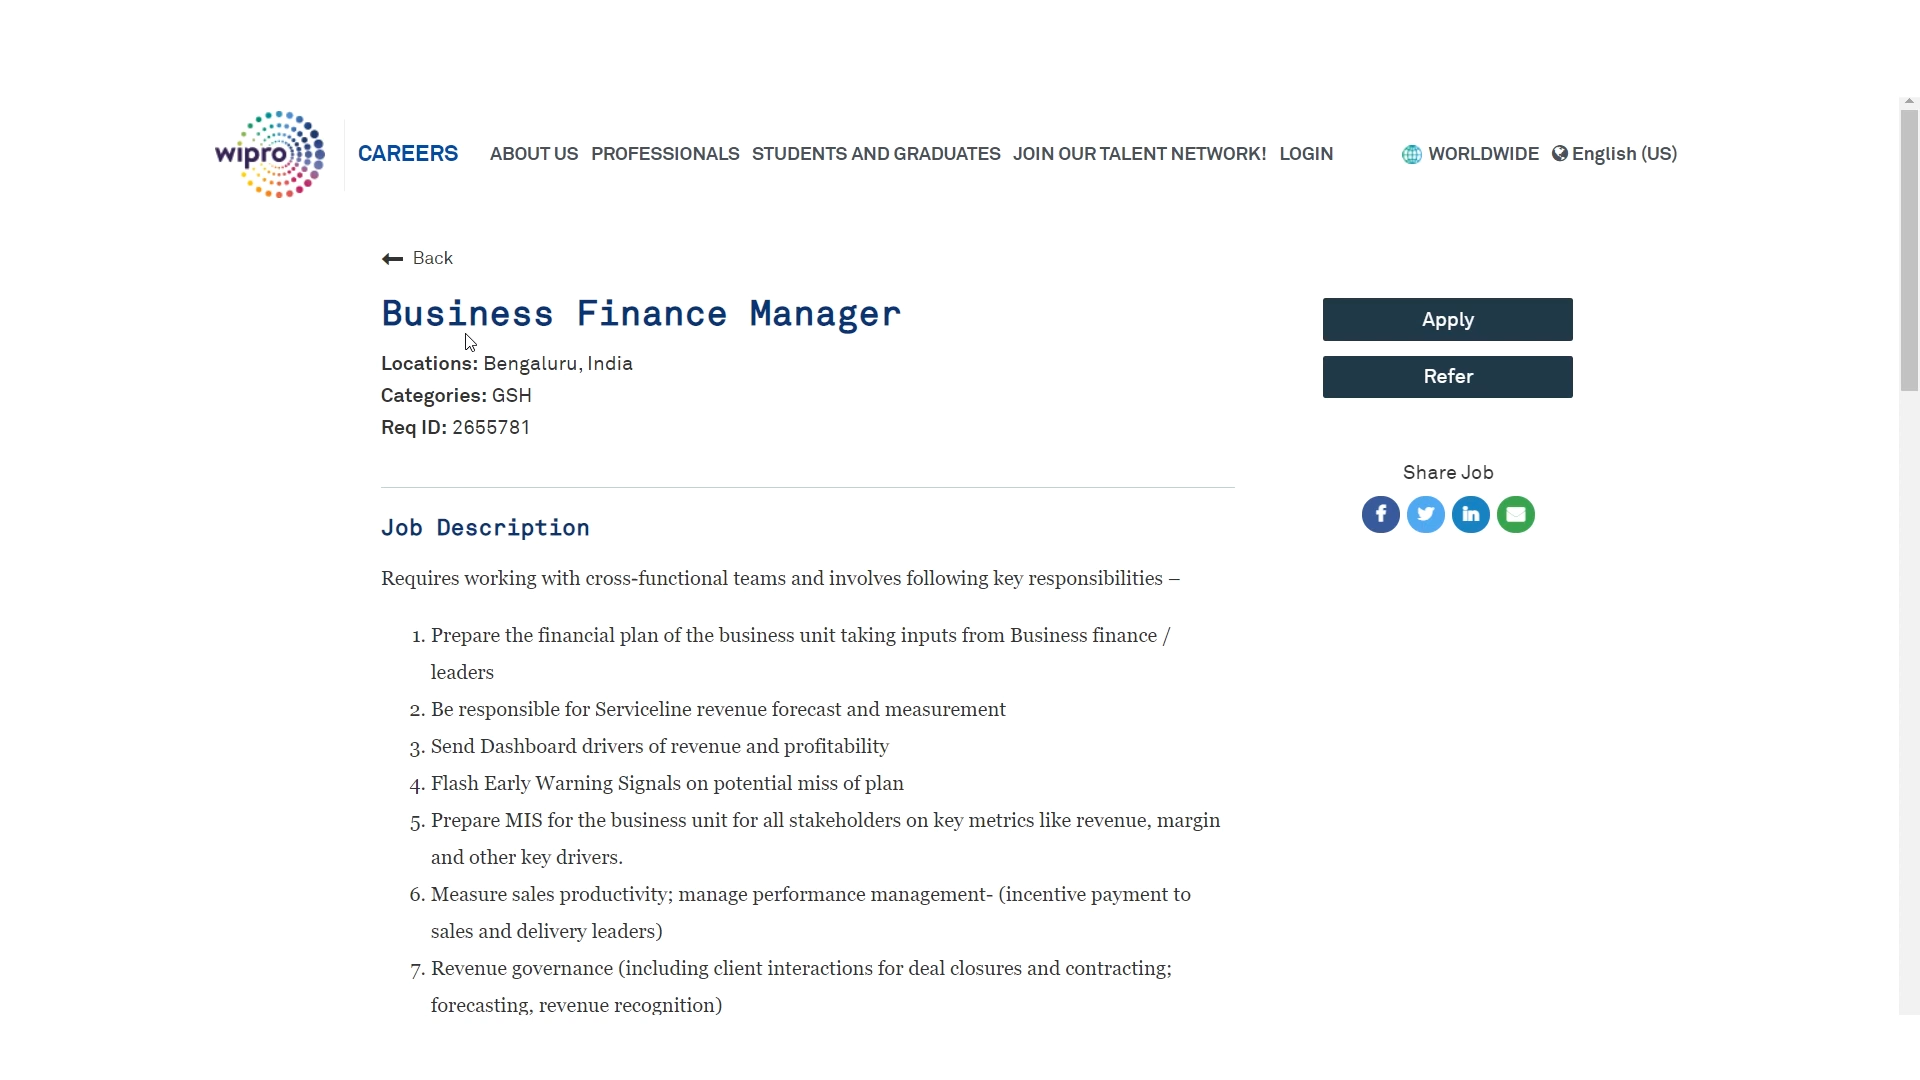 wipro
CAREERS ABOUT US PROFESSIONALS STUDENTS AND GRADUATES JOIN OUR TALENT NETWORK! LOGIN WORLDWIDE English (US)
Back
Business Finance Manager
Apply
Locations: Bengaluru, India
Refer
Categories: GSH
Req ID: 2655781
Share Job
Job Description
Requires working with cross-functional teams and involves following key responsibilities –
1. Prepare the financial plan of the business unit taking inputs from Business finance /
leaders
2. Be responsible for Serviceline revenue forecast and measurement
3. Send Dashboard drivers of revenue and profitability
4. Flash Early Warning Signals on potential miss of plan
5. Prepare MIS for the business unit for all stakeholders on key metrics like revenue, margin
and other key drivers.
6. Measure sales productivity; manage performance management- (incentive payment to
sales and delivery leaders)
7. Revenue governance (including client interactions for deal closures and contracting;
forecasting, revenue recognition)